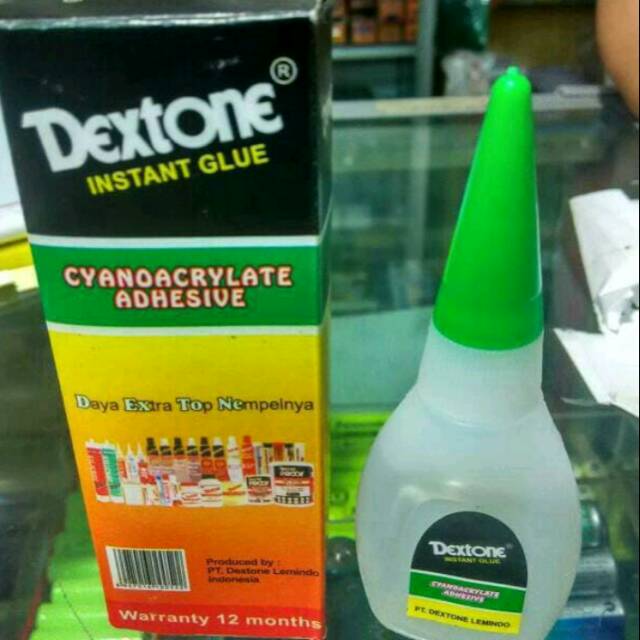 Dextone®
INSTANT GLUE
CYANOACRYLATE
ADHESIVE
Daya Extra Top Nempelnya
Produced by :
PT. Dextone Lemindo
Indonesia
Warranty 12 months
Dextone
INSTANT GLUE
CYANOACRYLATE
ADHESIVE
PT. DEXTONE LEMINDO